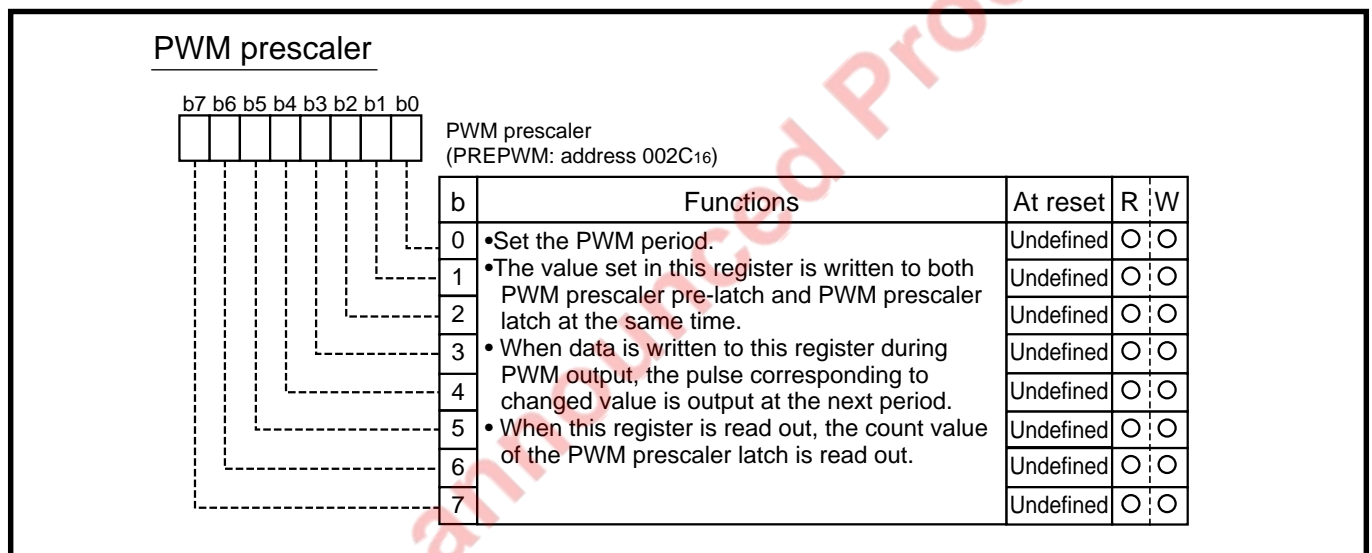 PWM prescaler
b7 b6 b5 b4 b3 b2 b1 b0
PWM prescaler
(PREPWM: address 002C16)
b Functions At reset R W
0 •Set the PWM period. Undefined O O
1 •The value set in this register is written to both Undefined O O
PWM prescaler pre-latch and PWM prescaler
2 latch at the same time. Undefined O O
3 • When data is written to this register during Undefined O O
PWM output, the pulse corresponding to
4 changed value is output at the next period. Undefined O O
5 • When this register is read out, the count value Undefined O O
6 of the PWM prescaler latch is read out. Undefined O O
7 Undefined O O
announced Pro